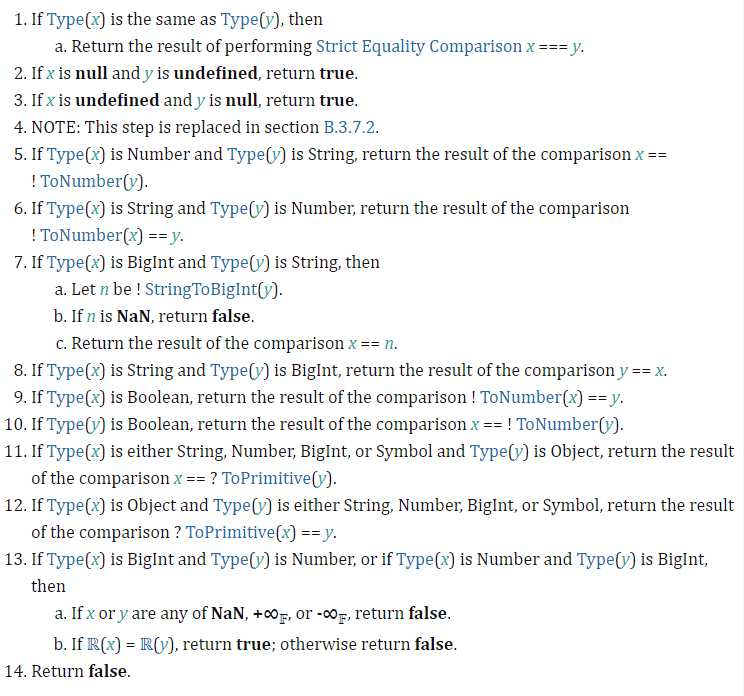 1. If Type(x) is the same as Type(y), then
a. Return the result of performing Strict Equality Comparison x === y.
2. If x is null and y is undefined, return true.
3. If x is undefined and y is null, return true.
4. NOTE: This step is replaced in section B.3.7.2.
5. If Type(x) is Number and Type(y) is String, return the result of the comparison x ==
! ToNumber(y).
6. If Type(x) is String and Type(y) is Number, return the result of the comparison
! ToNumber(x) == y.
7. If Type(x) is BigInt and Type(y) is String, then
a. Let n be ! StringToBigInt(y).
b. If n is NaN, return false.
c. Return the result of the comparison x == n.
8. If Type(x) is String and Type(y) is BigInt, return the result of the comparison y == x.
9. If Type(x) is Boolean, return the result of the comparison ! ToNumber(x) == y.
10. If Type(y) is Boolean, return the result of the comparison x == ! ToNumber(y).
11. If Type(x) is either String, Number, BigInt, or Symbol and Type(y) is Object, return the result
of the comparison x == ? ToPrimitive(y).
12. If Type(x) is Object and Type(y) is either String, Number, BigInt, or Symbol, return the result
of the comparison ? ToPrimitive(x) == y.
13. If Type(x) is BigInt and Type(y) is Number, or if Type(x) is Number and Type(y) is BigInt,
then
a. If x or y are any of NaN, +∞𝔽, or -∞𝔽, return false.
b. If ℝ(x) = ℝ(y), return true; otherwise return false.
14. Return false.